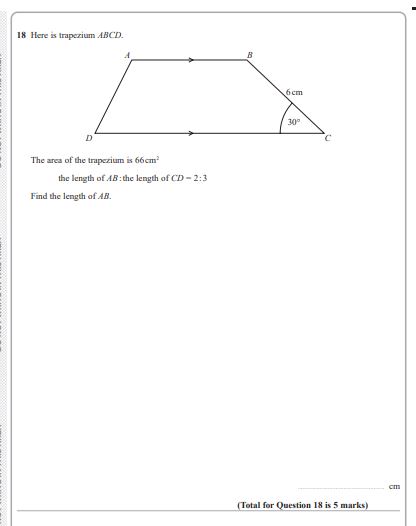 18 Here is trapezium ABCD.
A
B
6 cm
30°
D
C
The area of the trapezium is 66 cm²
the length of AB : the length of CD = 2 : 3
Find the length of AB.
cm
(Total for Question 18 is 5 marks)